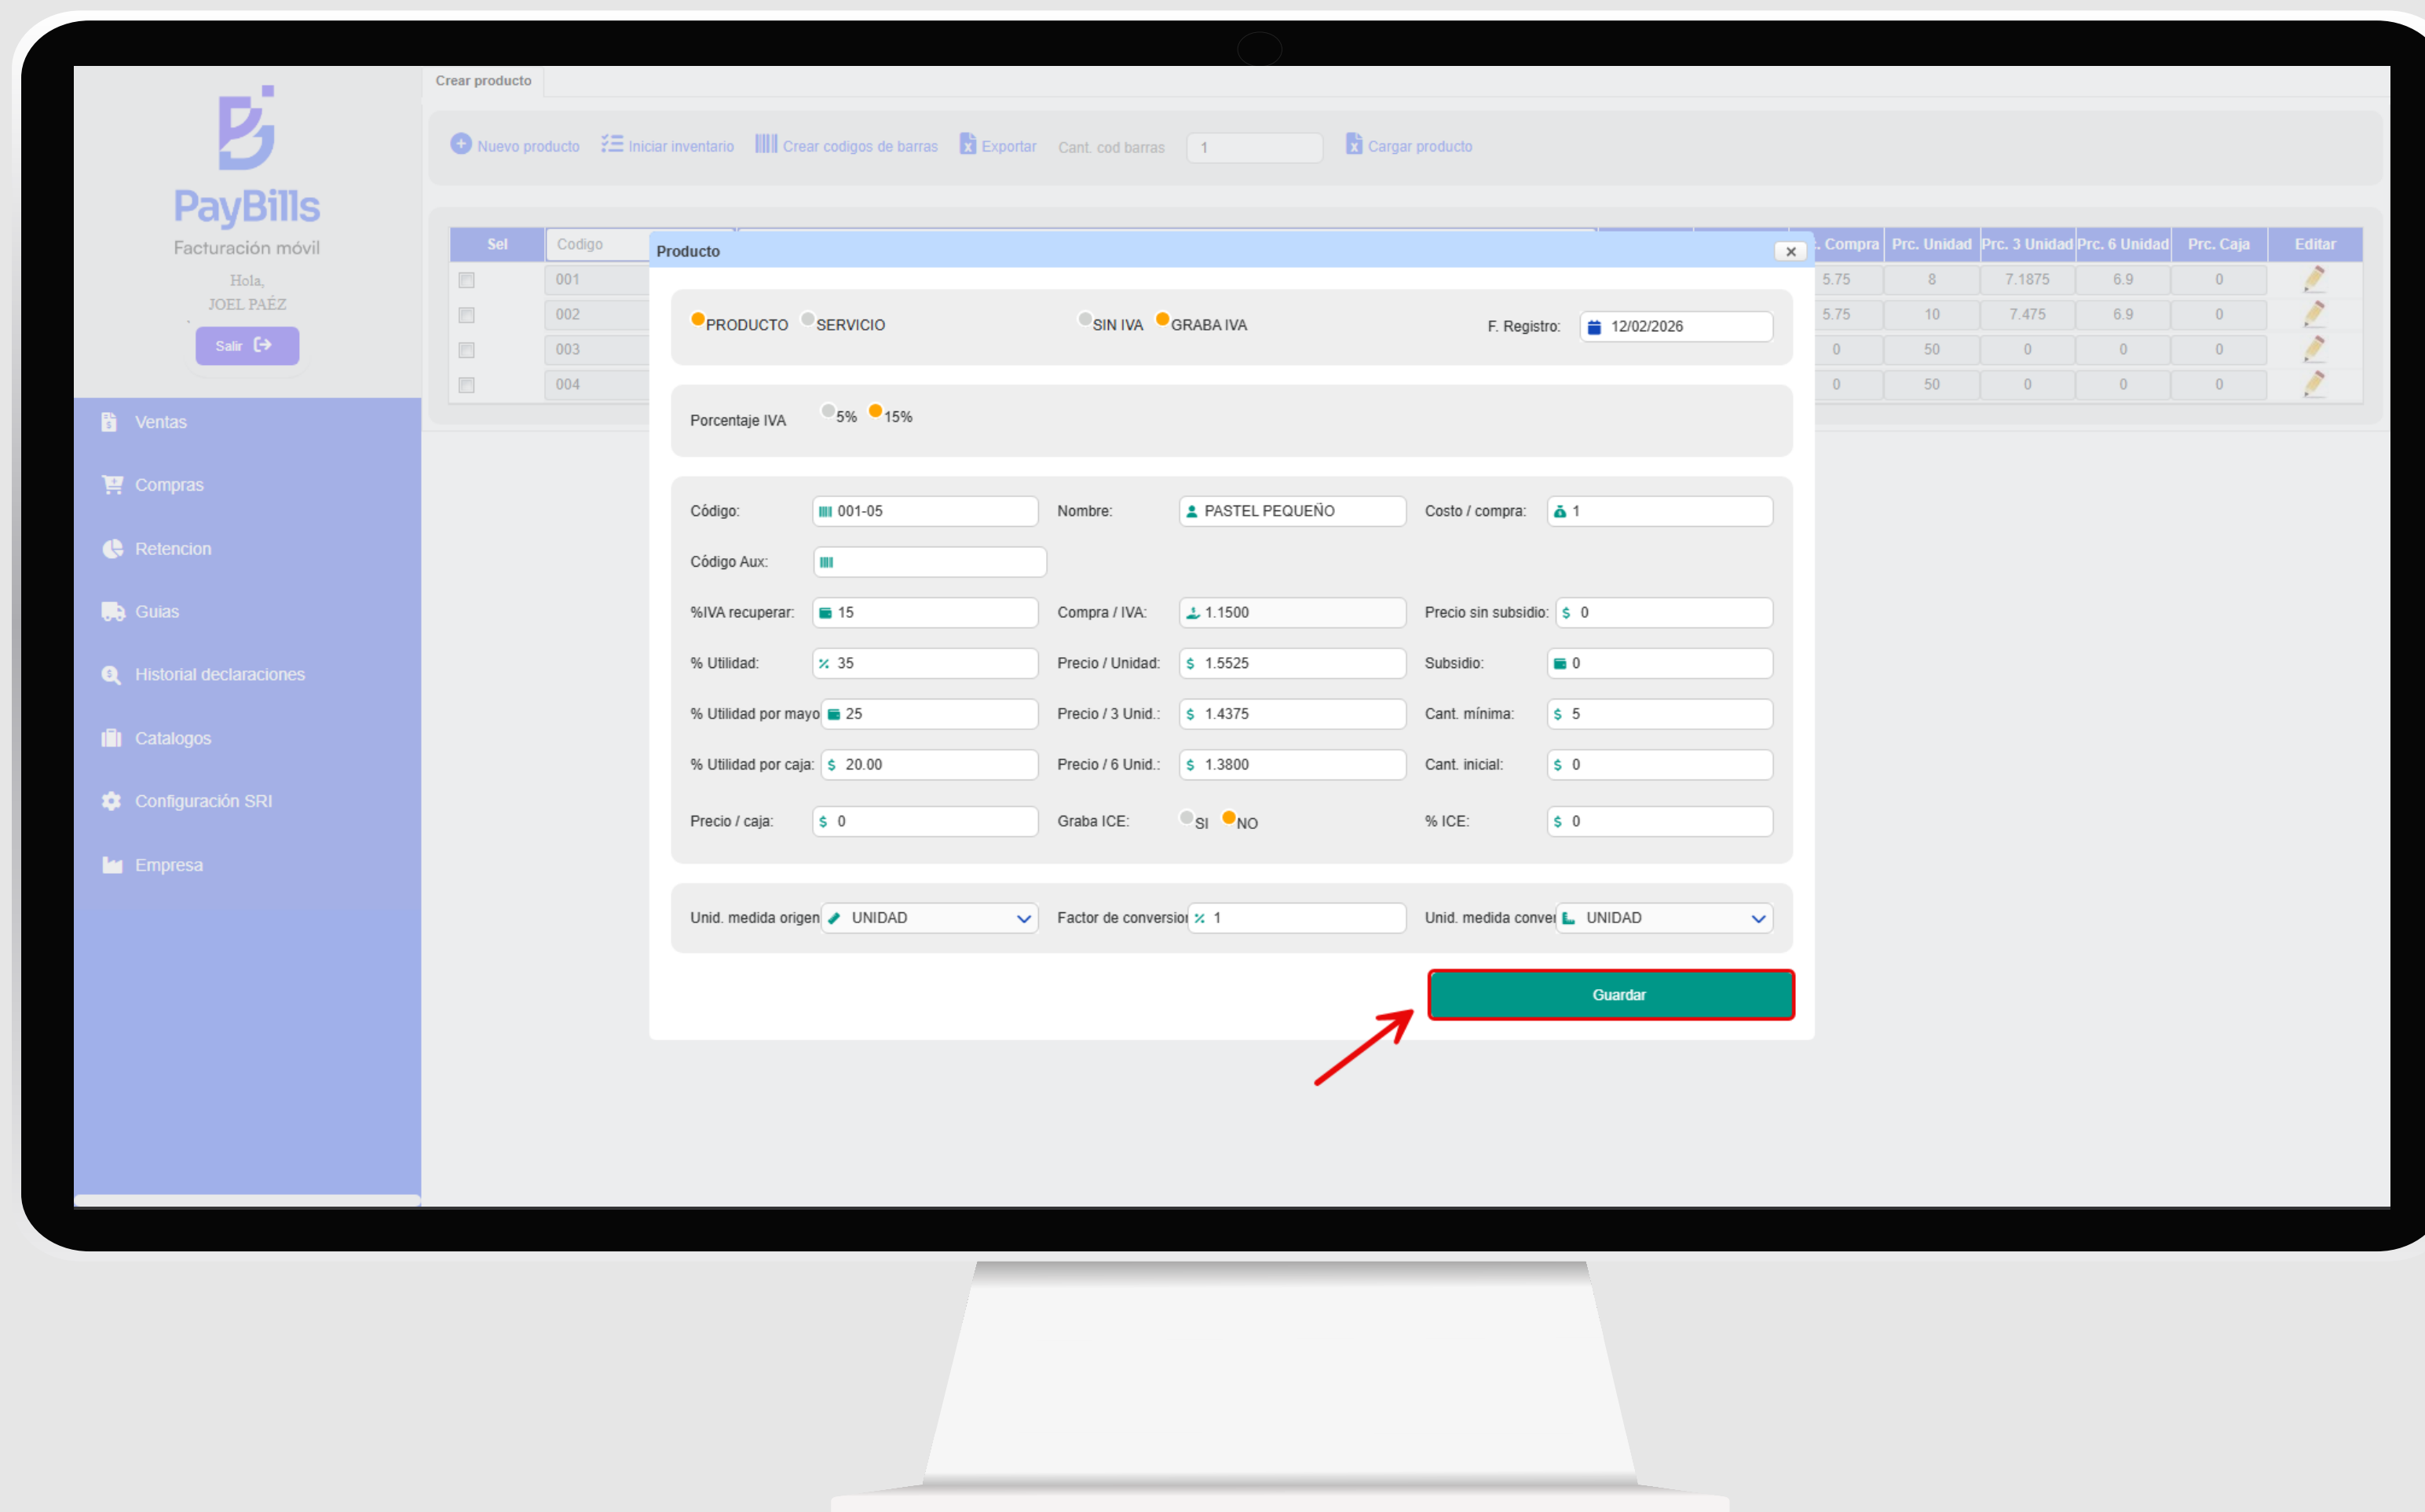 Crear producto
Nuevo producto Iniciar inventario Crear codigos de barras Exportar Cant. cod barras 1 Cargar producto
PayBills
Facturación móvil
Hola,
JOEL PAÉZ
Salir
Ventas
Compras
Retencion
Guias
Historial declaraciones
Catalogos
Configuración SRI
Empresa
Sel Codigo . Compra Prc. Unidad Prc. 3 Unidad Prc. 6 Unidad Prc. Caja Editar
001 5.75 8 7.1875 6.9 0
002 5.75 10 7.475 6.9 0
003 0 50 0 0 0
004 0 50 0 0 0
Producto
PRODUCTO SERVICIO SIN IVA GRABA IVA F. Registro: 12/02/2026
Porcentaje IVA 5% 15%
Código: 001-05 Nombre: PASTEL PEQUEÑO Costo / compra: 1
Código Aux:
%IVA recuperar: 15 Compra / IVA: 1.1500 Precio sin subsidio: $ 0
% Utilidad: % 35 Precio / Unidad: $ 1.5525 Subsidio: 0
% Utilidad por mayo 25 Precio / 3 Unid.: $ 1.4375 Cant. mínima: $ 5
% Utilidad por caja: $ 20.00 Precio / 6 Unid.: $ 1.3800 Cant. inicial: $ 0
Precio / caja: $ 0 Graba ICE: SI NO % ICE: $ 0
Unid. medida origen UNIDAD Factor de conversion % 1 Unid. medida conver UNIDAD
Guardar